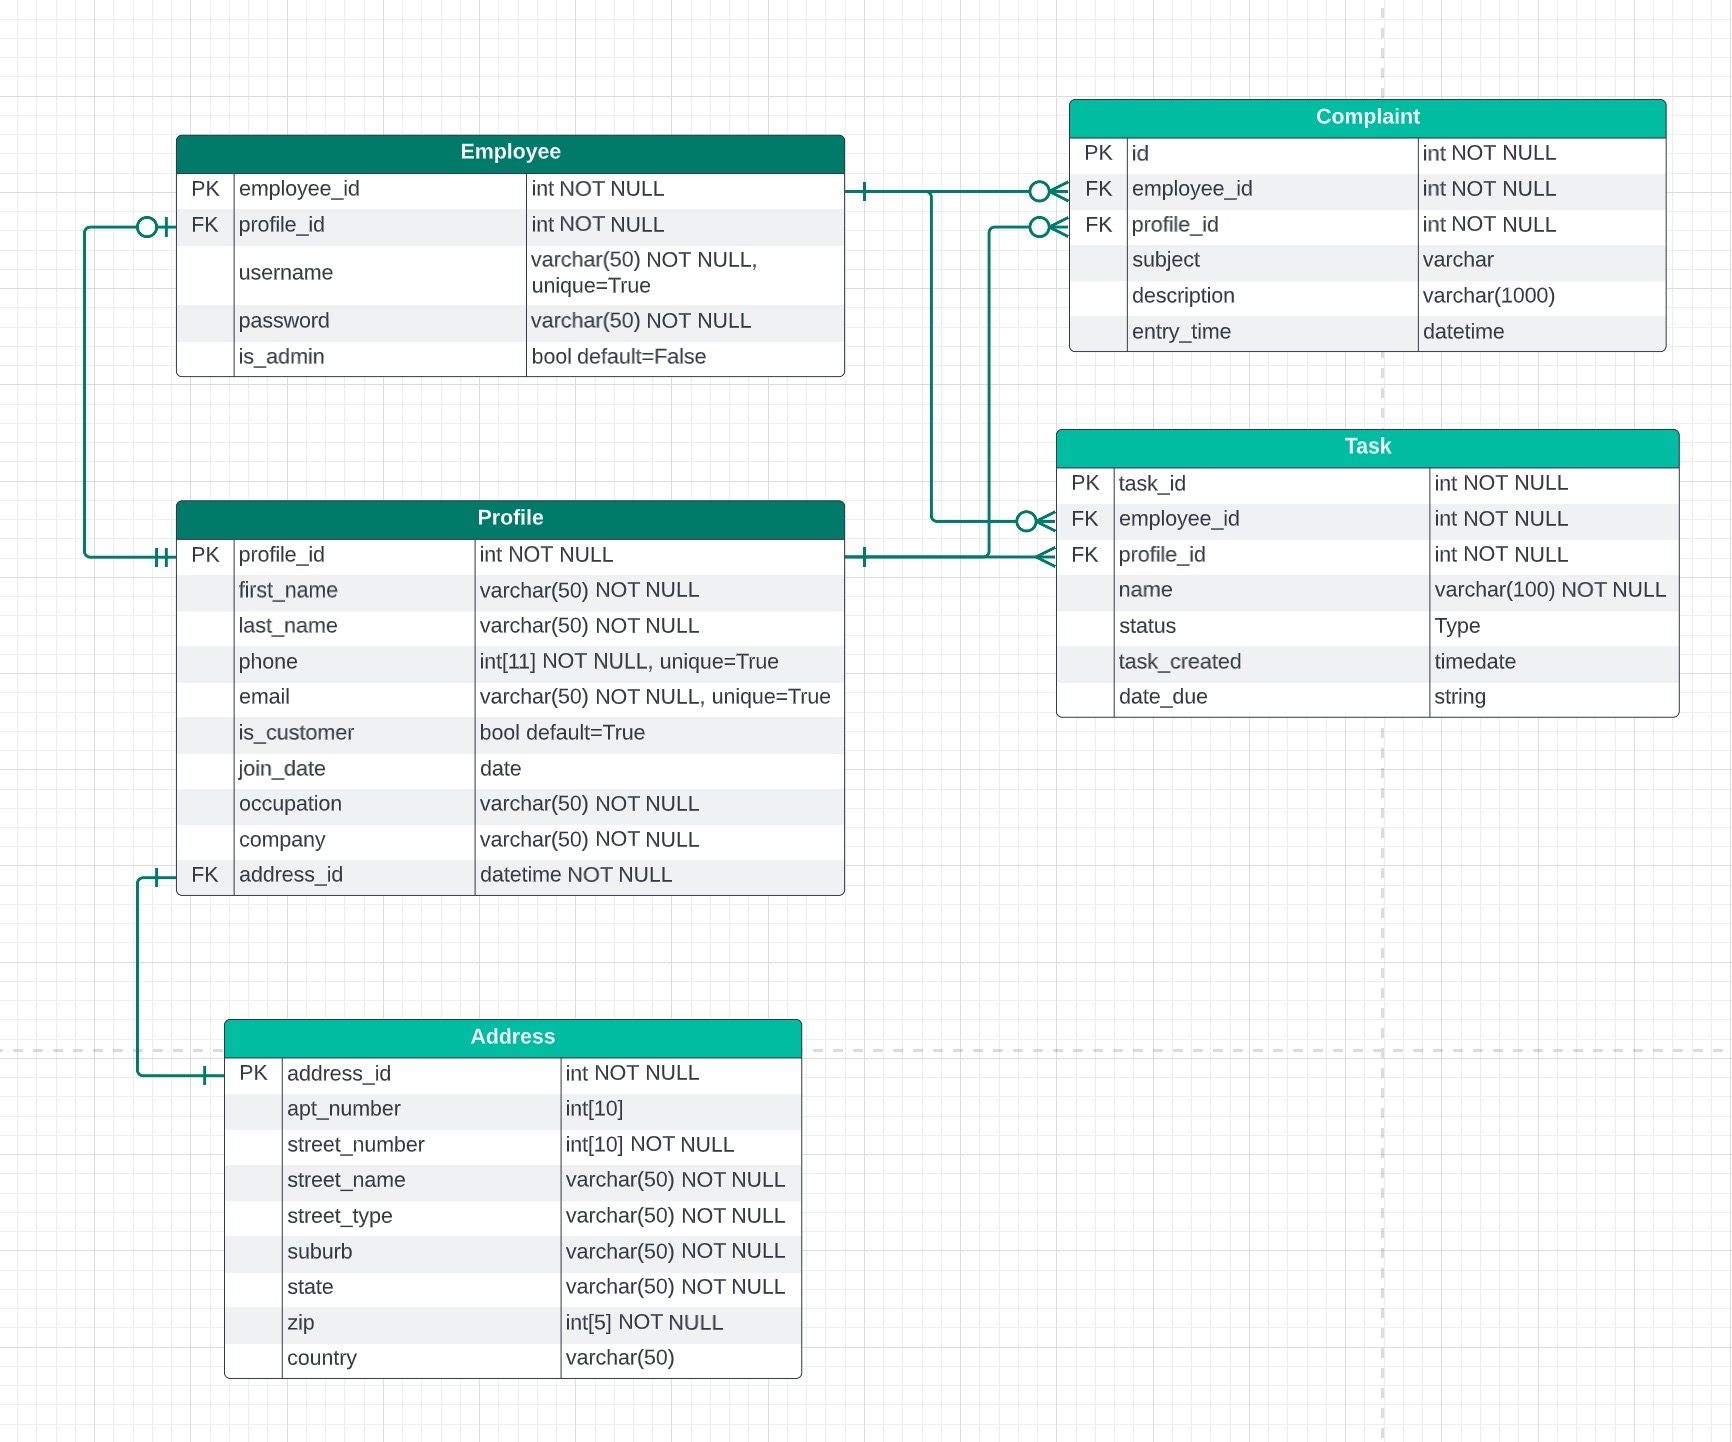 Employee
PK employee_id int NOT NULL
FK profile_id int NOT NULL
username varchar(50) NOT NULL,
unique=True
password varchar(50) NOT NULL
is_admin bool default=False
Complaint
PK id int NOT NULL
FK employee_id int NOT NULL
FK profile_id int NOT NULL
subject varchar
description varchar(1000)
entry_time datetime
Profile
PK profile_id int NOT NULL
first_name varchar(50) NOT NULL
last_name varchar(50) NOT NULL
phone int[11] NOT NULL, unique=True
email varchar(50) NOT NULL, unique=True
is_customer bool default=True
join_date date
occupation varchar(50) NOT NULL
company varchar(50) NOT NULL
FK address_id datetime NOT NULL
Task
PK task_id int NOT NULL
FK employee_id int NOT NULL
FK profile_id int NOT NULL
name varchar(100) NOT NULL
status Type
task_created timedate
date_due string
Address
PK address_id int NOT NULL
apt_number int[10]
street_number int[10] NOT NULL
street_name varchar(50) NOT NULL
street_type varchar(50) NOT NULL
suburb varchar(50) NOT NULL
state varchar(50) NOT NULL
zip int[5] NOT NULL
country varchar(50)